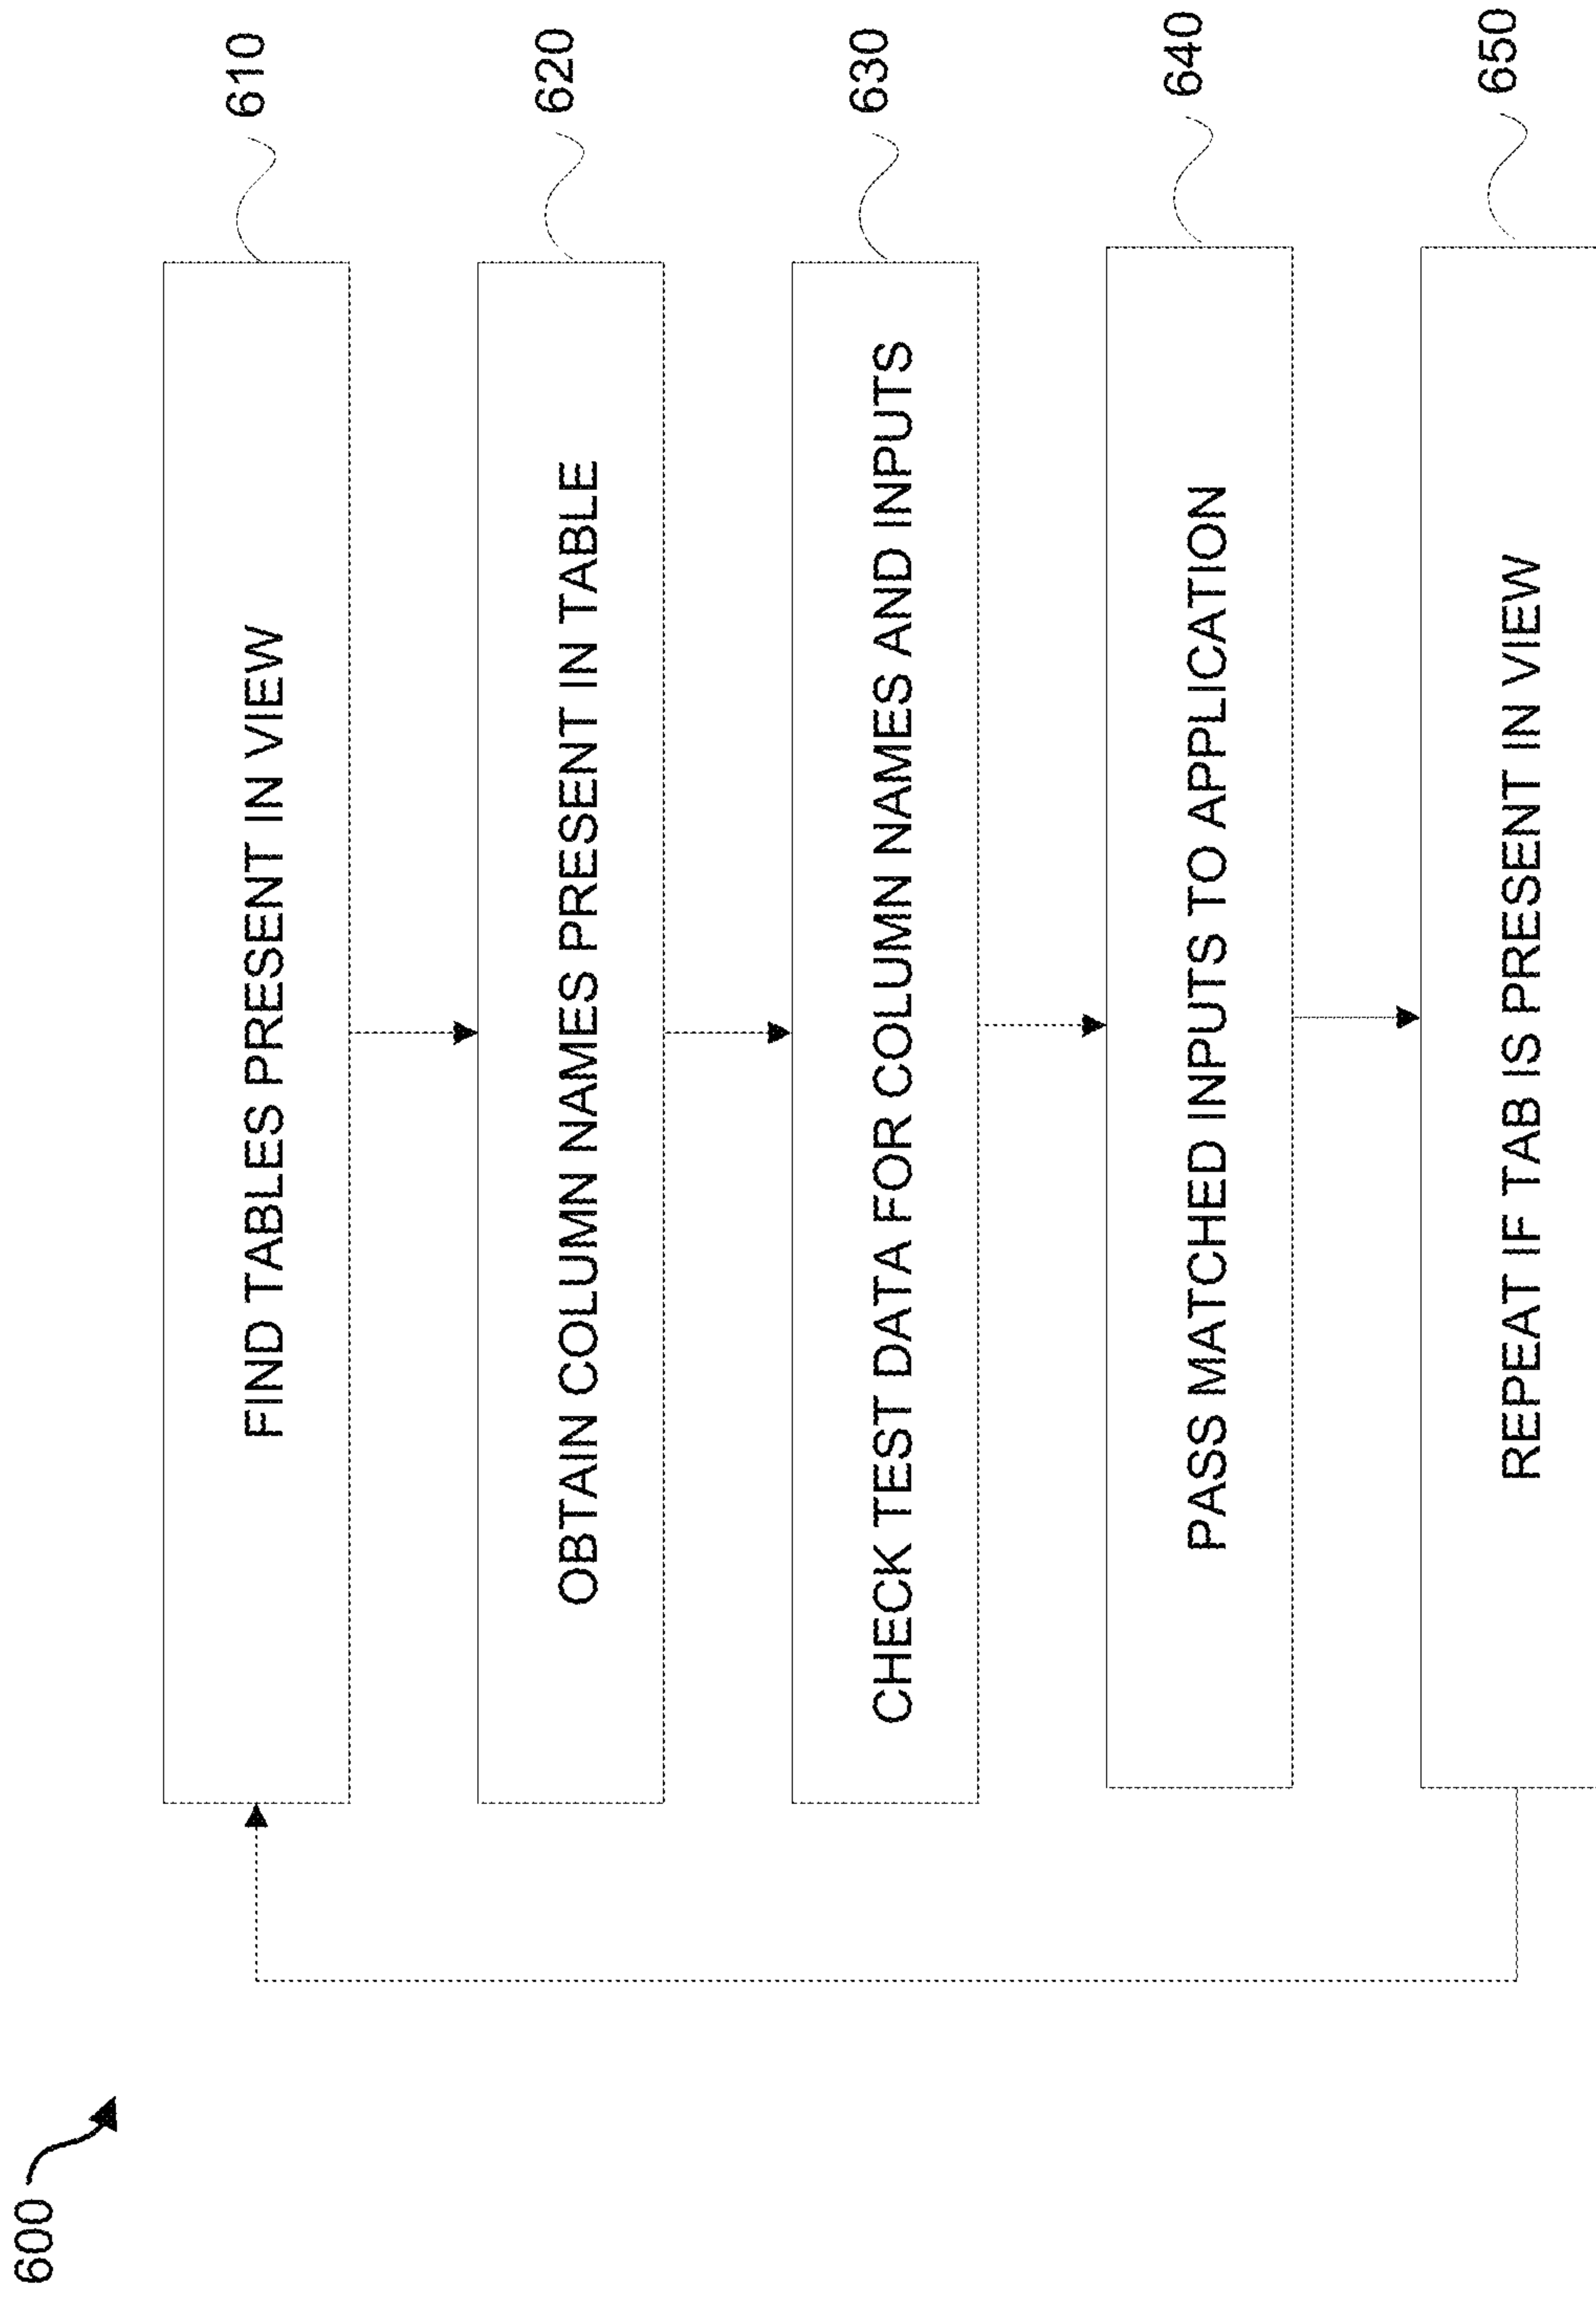 600
FIND TABLES PRESENT IN VIEW
610
OBTAIN COLUMN NAMES PRESENT IN TABLE
620
CHECK TEST DATA FOR COLUMN NAMES AND INPUTS
630
PASS MATCHED INPUTS TO APPLICATION
640
REPEAT IF TAB IS PRESENT IN VIEW
650